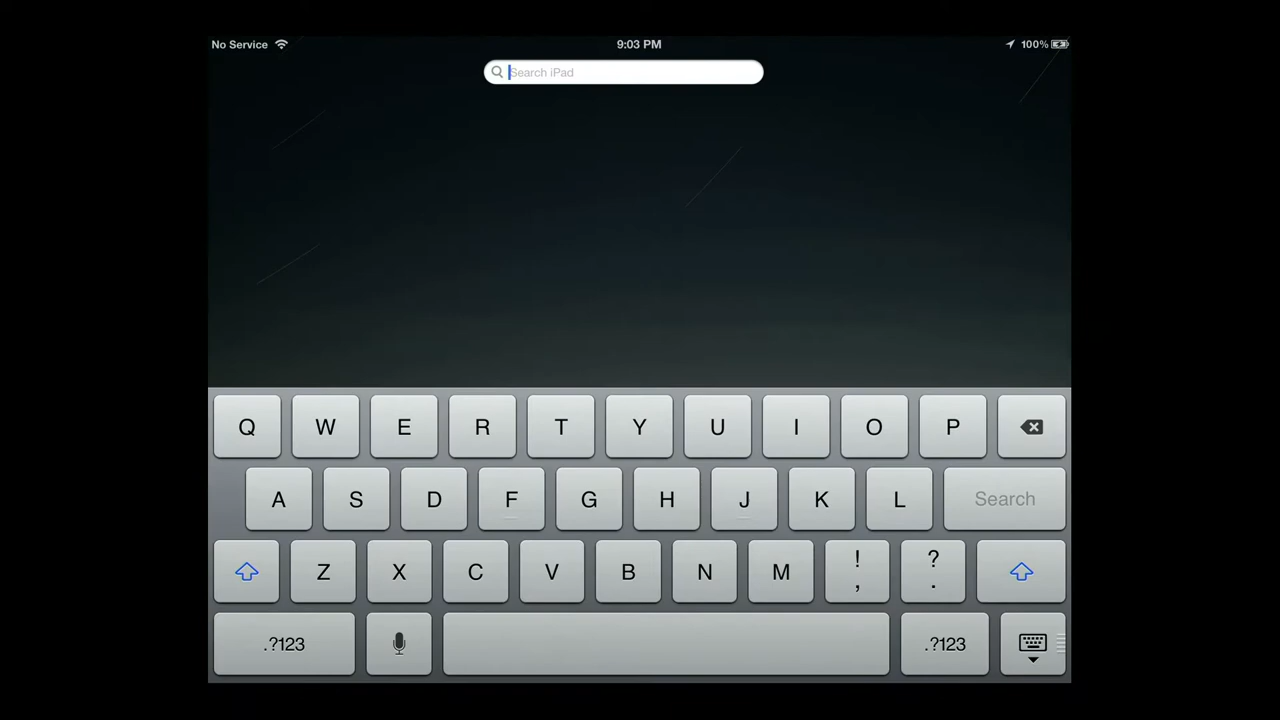 No Service 9:03 PM 100%
Search iPad
Q W E R T Y U I O P
A S D F G H J K L Search
Z X C V B N M ! , ? .
.?123 .?123